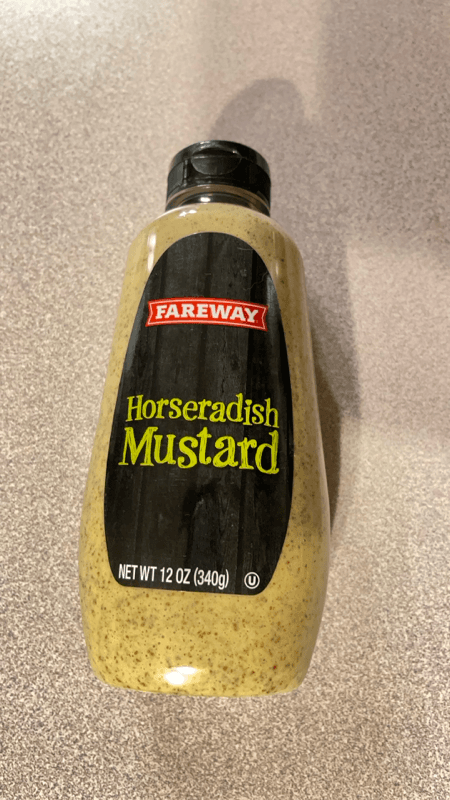 FAREWAY
Horseradish
Mustard
NET WT 12 OZ (340g) U